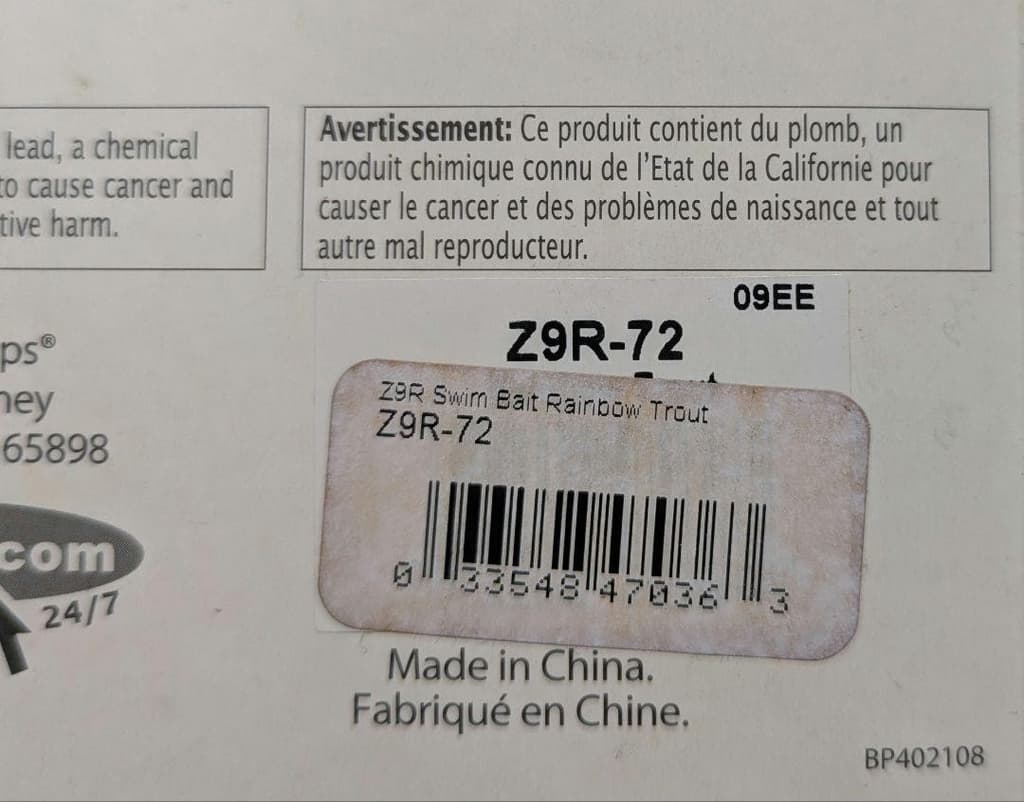 lead, a chemical
to cause cancer and
tive harm.
Avertissement: Ce produit contient du plomb, un
produit chimique connu de l'Etat de la Californie pour
causer le cancer et des problèmes de naissance et tout
autre mal reproducteur.
09EE
Z9R-72
ps®
ney
65898
Z9R Swim Bait Rainbow Trout
Z9R-72
0 33548 47036 3
com
24/7
Made in China.
Fabriqué en Chine.
BP402108